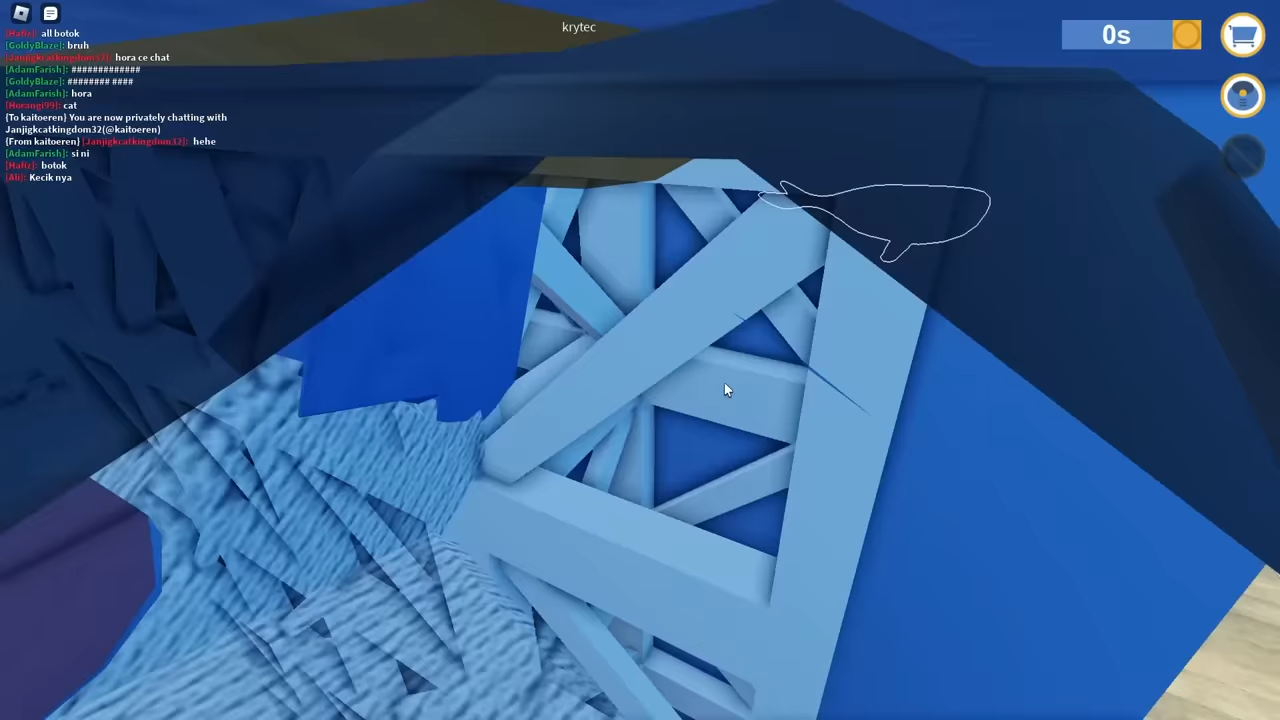 krytec
0s
[Hafiz]: all botok
[GoldyBlaze]: bruh
[Janjigkcatkingdom32]: hora ce chat
[AdamFarish]: #############
[GoldyBlaze]: ######## ####
[AdamFarish]: hora
[Horangi99]: cat
{To kaitoeren} You are now privately chatting with
Janjigkcatkingdom32(@kaitoeren)
{From kaitoeren} [Janjigkcatkingdom32]: hehe
[AdamFarish]: si ni
[Hafiz]: botok
[Ali]: Kecik nya